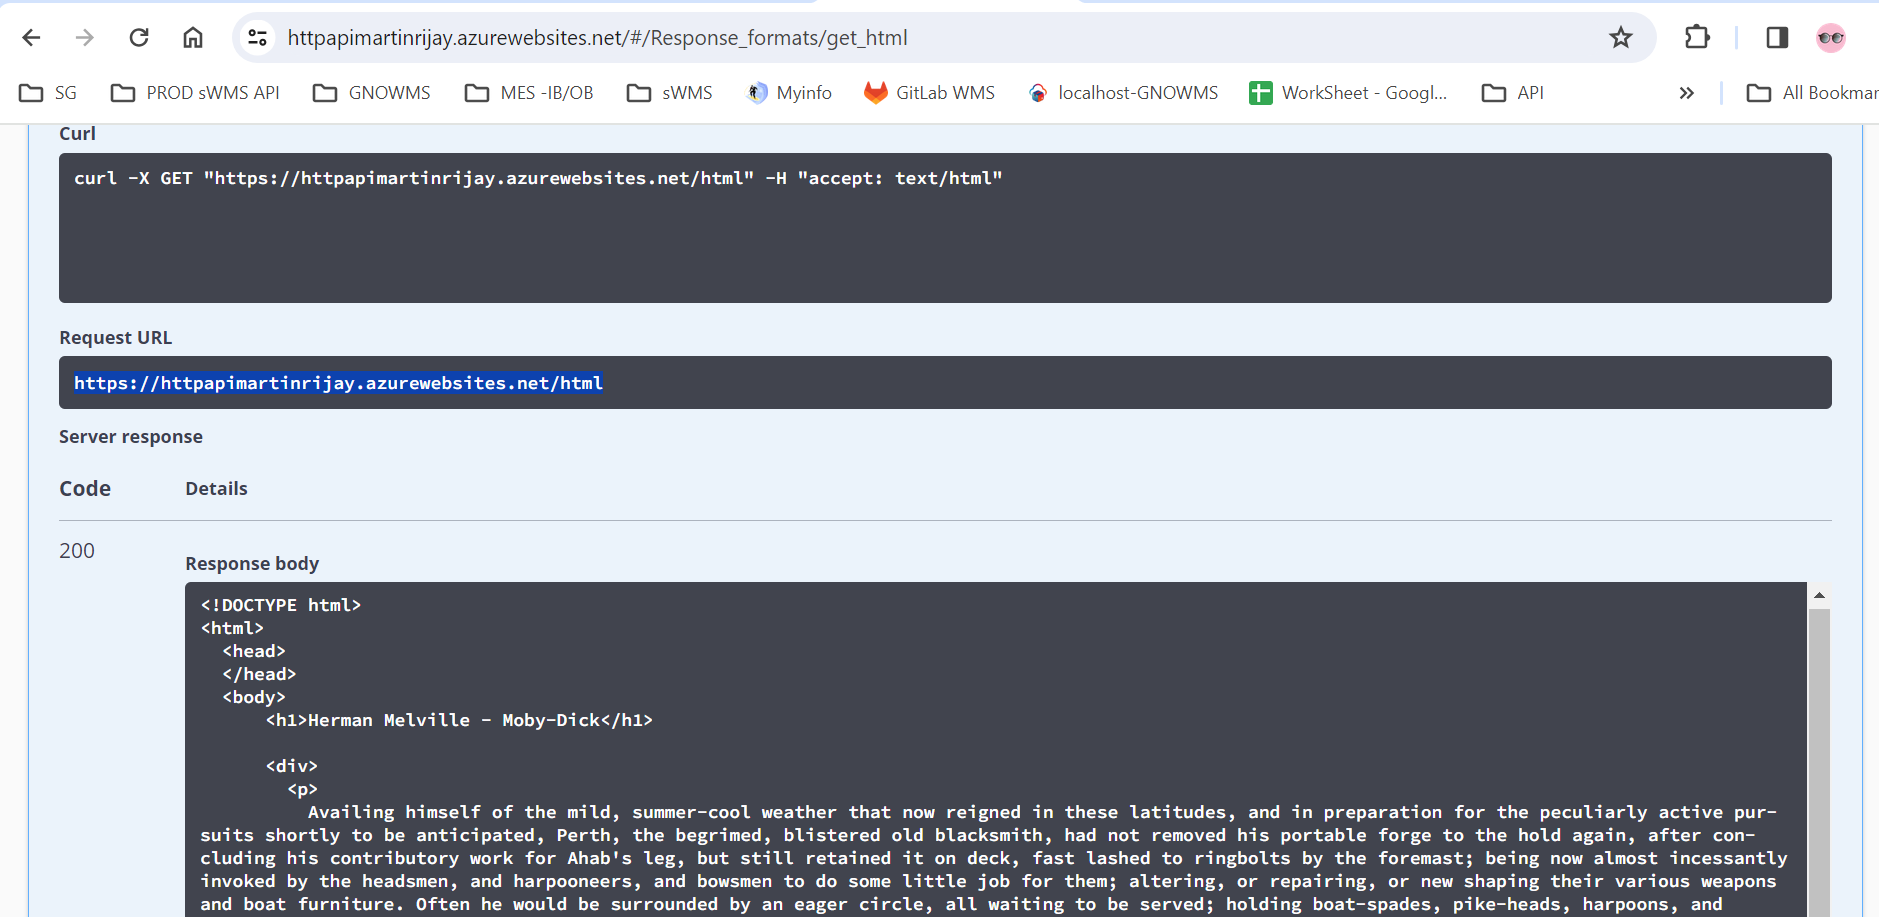 httpapimartinrijay.azurewebsites.net/#/Response_formats/get_html
SG PROD sWMS API GNOWMS MES -IB/OB sWMS Myinfo GitLab WMS localhost-GNOWMS WorkSheet - Googl... API » All Bookmar
Curl
curl -X GET "https://httpapimartinrijay.azurewebsites.net/html" -H "accept: text/html"
Request URL
https://httpapimartinrijay.azurewebsites.net/html
Server response
Code Details
200
Response body
<!DOCTYPE html>
<html>
<head>
</head>
<body>
<h1>Herman Melville - Moby-Dick</h1>
<div>
<p>
Availing himself of the mild, summer-cool weather that now reigned in these latitudes, and in preparation for the peculiarly active pur-
suits shortly to be anticipated, Perth, the begrimed, blistered old blacksmith, had not removed his portable forge to the hold again, after con-
cluding his contributory work for Ahab's leg, but still retained it on deck, fast lashed to ringbolts by the foremast; being now almost incessantly
invoked by the headsmen, and harpooneers, and bowsmen to do some little job for them; altering, or repairing, or new shaping their various weapons
and boat furniture. Often he would be surrounded by an eager circle, all waiting to be served; holding boat-spades, pike-heads, harpoons, and